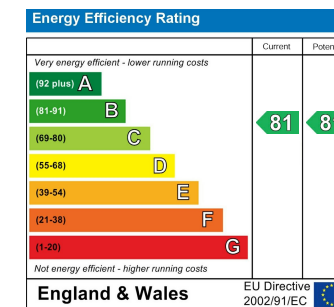 Energy Efficiency Rating
Current Poten
Very energy efficient - lower running costs
(92 plus) A
(81-91) B
81 8
(69-80) C
(55-68) D
(39-54) E
(21-38) F
(1-20) G
Not energy efficient - higher running costs
England & Wales
EU Directive
2002/91/EC